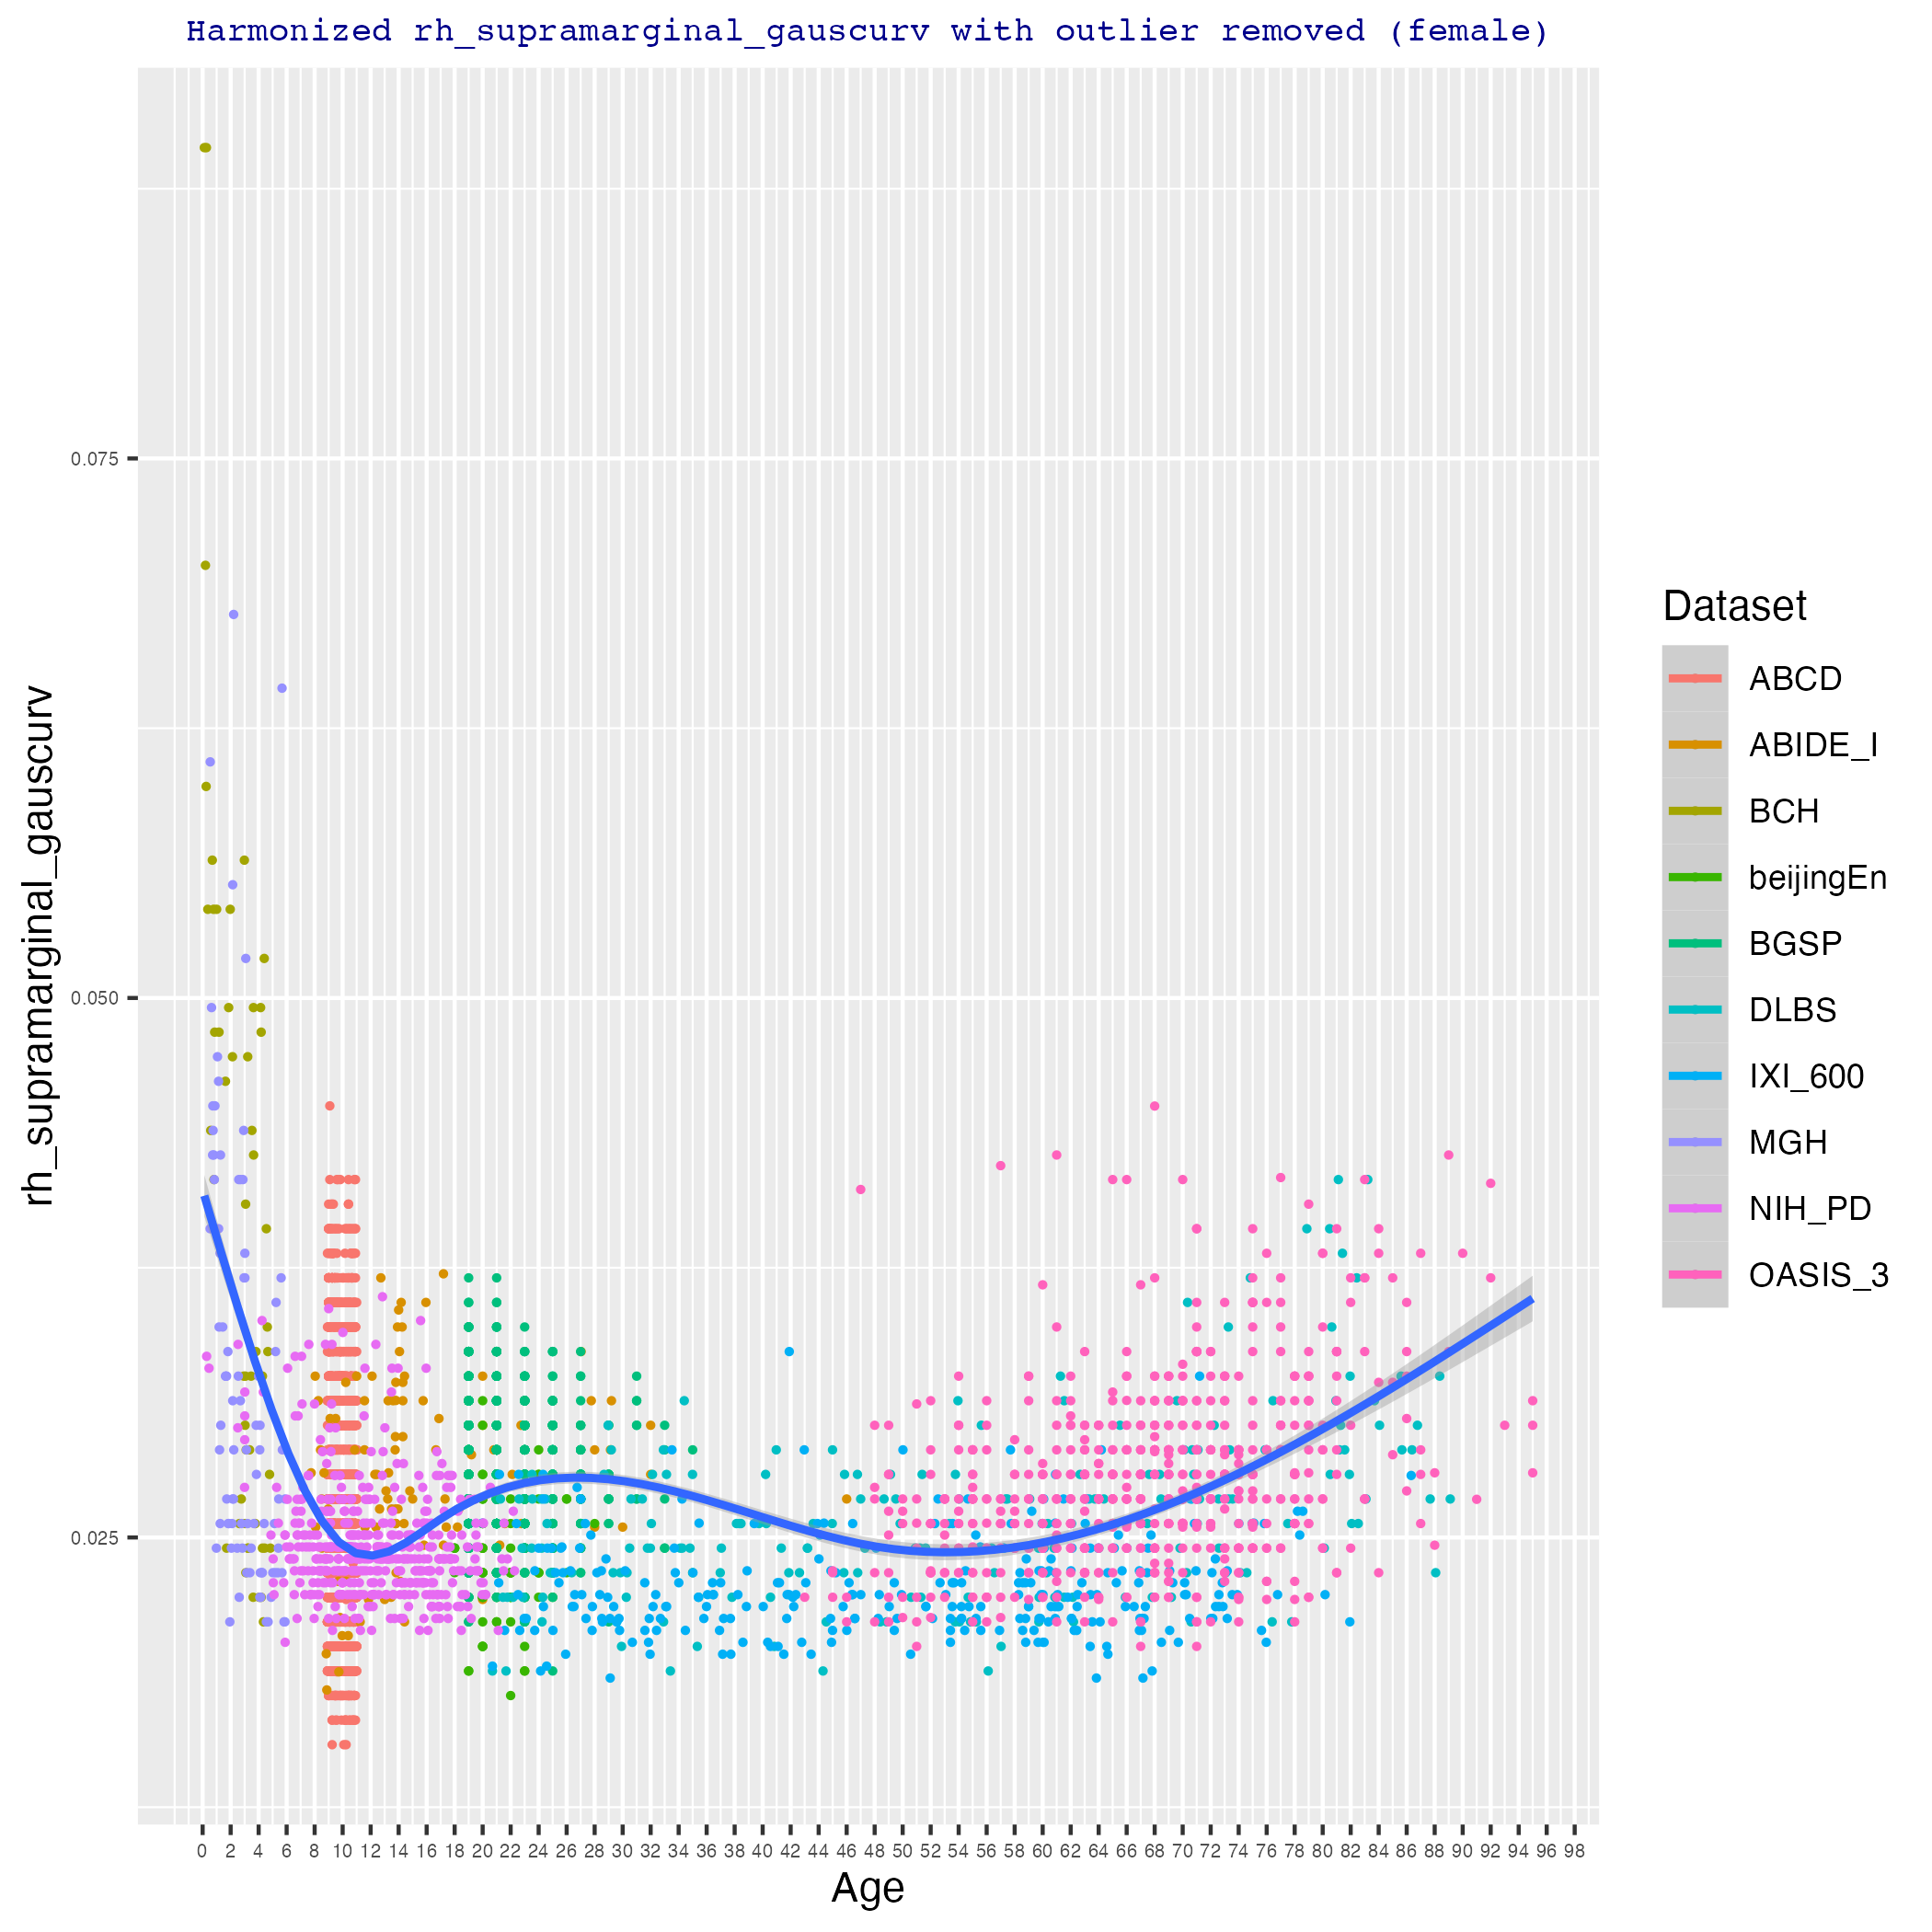 Harmonized rh_supramarginal_gauscurv with outlier removed (female)
rh_supramarginal_gauscurv
0.075
0.050
0.025
0 2 4 6 8 10 12 14 16 18 20 22 24 26 28 30 32 34 36 38 40 42 44 46 48 50 52 54 56 58 60 62 64 66 68 70 72 74 76 78 80 82 84 86 88 90 92 94 96 98
Age
Dataset
ABCD
ABIDE_I
BCH
beijingEn
BGSP
DLBS
IXI_600
MGH
NIH_PD
OASIS_3